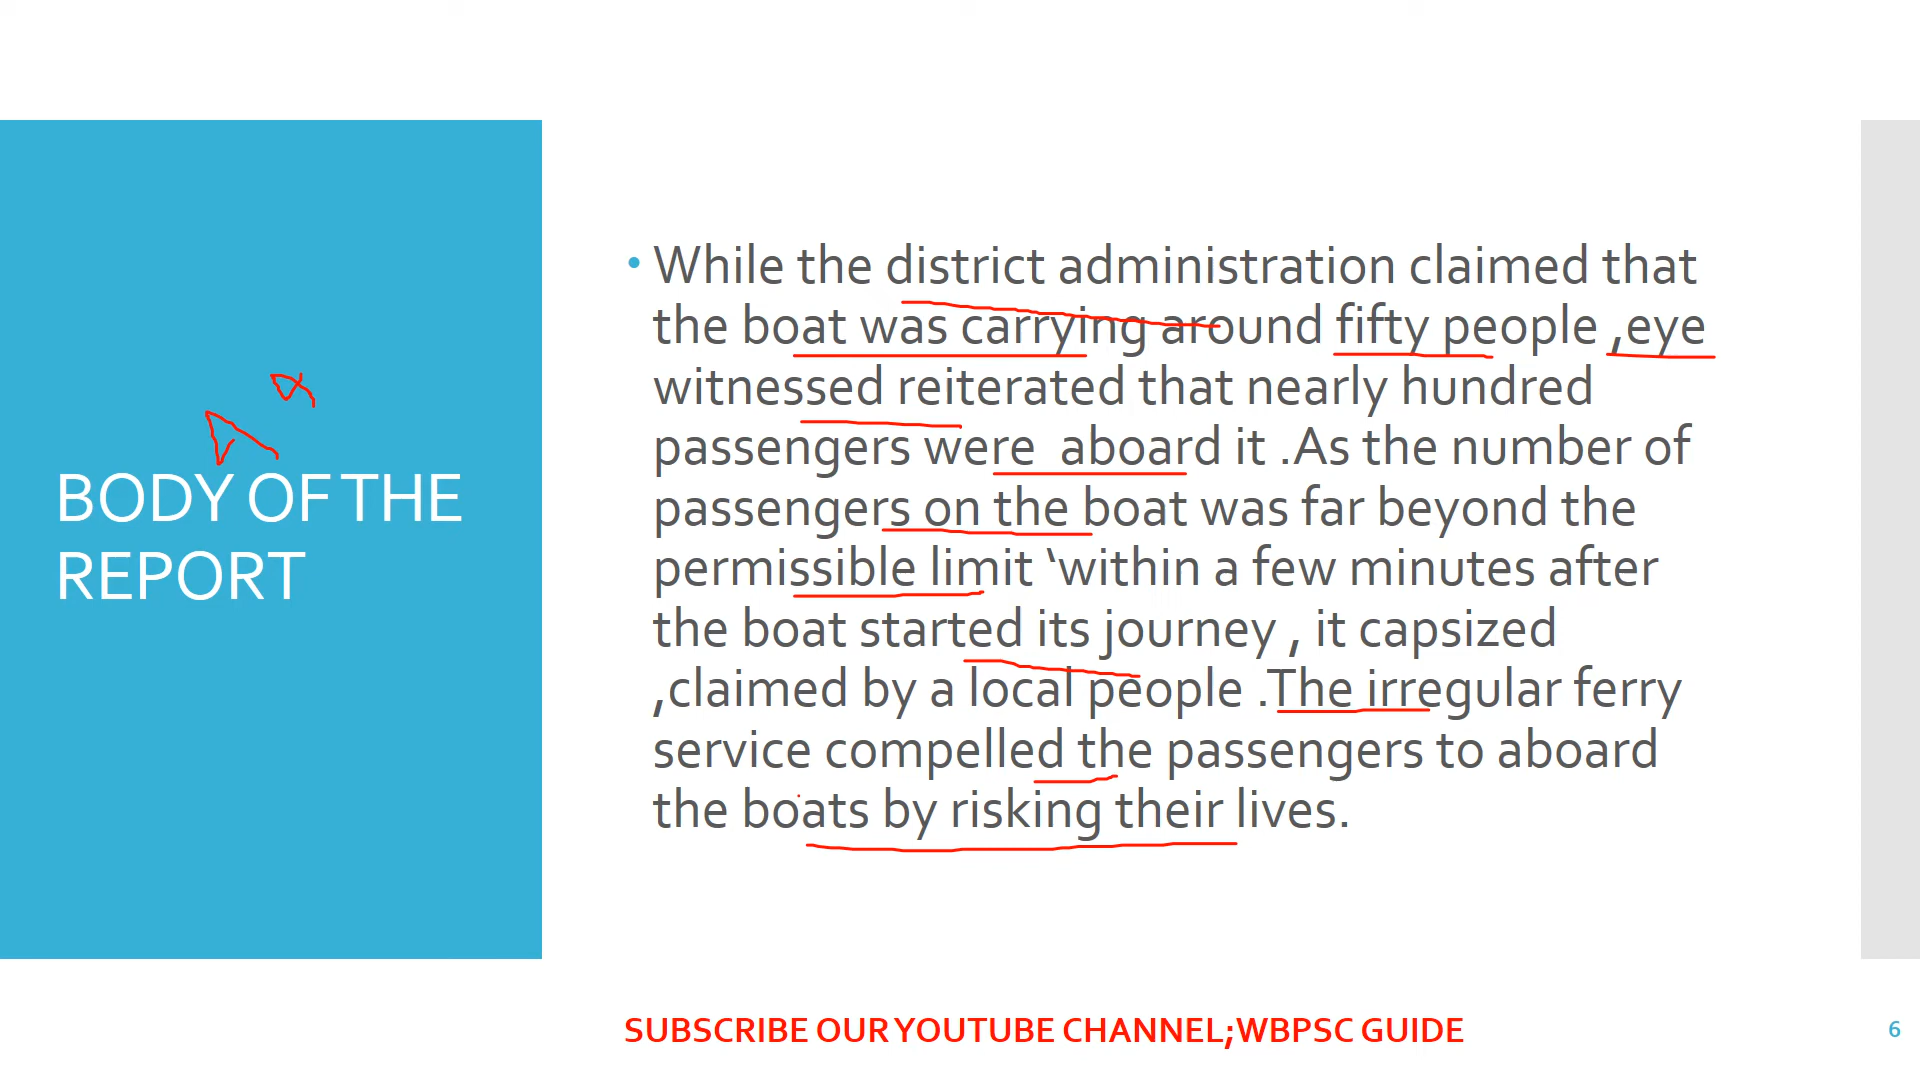 BODY OF THE
REPORT
• While the district administration claimed that
the boat was carrying around fifty people ,eye
witnessed reiterated that nearly hundred
passengers were  aboard it .As the number of
passengers on the boat was far beyond the
permissible limit ‘within a few minutes after
the boat started its journey , it capsized
,claimed by a local people .The irregular ferry
service compelled the passengers to aboard
the boats by risking their lives.
SUBSCRIBE OUR YOUTUBE CHANNEL;WBPSC GUIDE
6